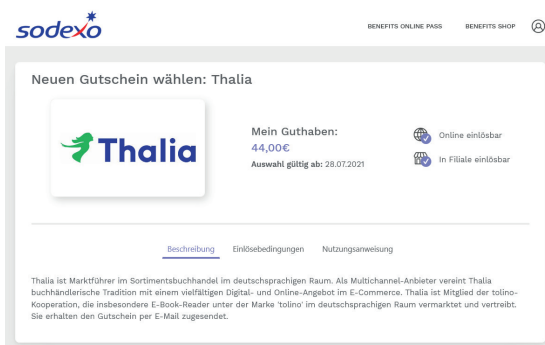 sodexo
BENEFITS ONLINE PASS BENEFITS SHOP
Neuen Gutschein wählen: Thalia
Thalia
Mein Guthaben:
44,00€
Auswahl gültig ab: 28.07.2021
Online einlösbar
In Filiale einlösbar
Beschreibung Einlösebedingungen Nutzungsanweisung
Thalia ist Marktführer im Sortimentsbuchhandel im deutschsprachigen Raum. Als Multichannel-Anbieter vereint Thalia
buchhändlerische Tradition mit einem vielfältigen Digital- und Online-Angebot im E-Commerce. Thalia ist Mitglied der tolino-
Kooperation, die insbesondere E-Book-Reader unter der Marke 'tolino' im deutschsprachigen Raum vermarktet und vertreibt.
Sie erhalten den Gutschein per E-Mail zugesendet.